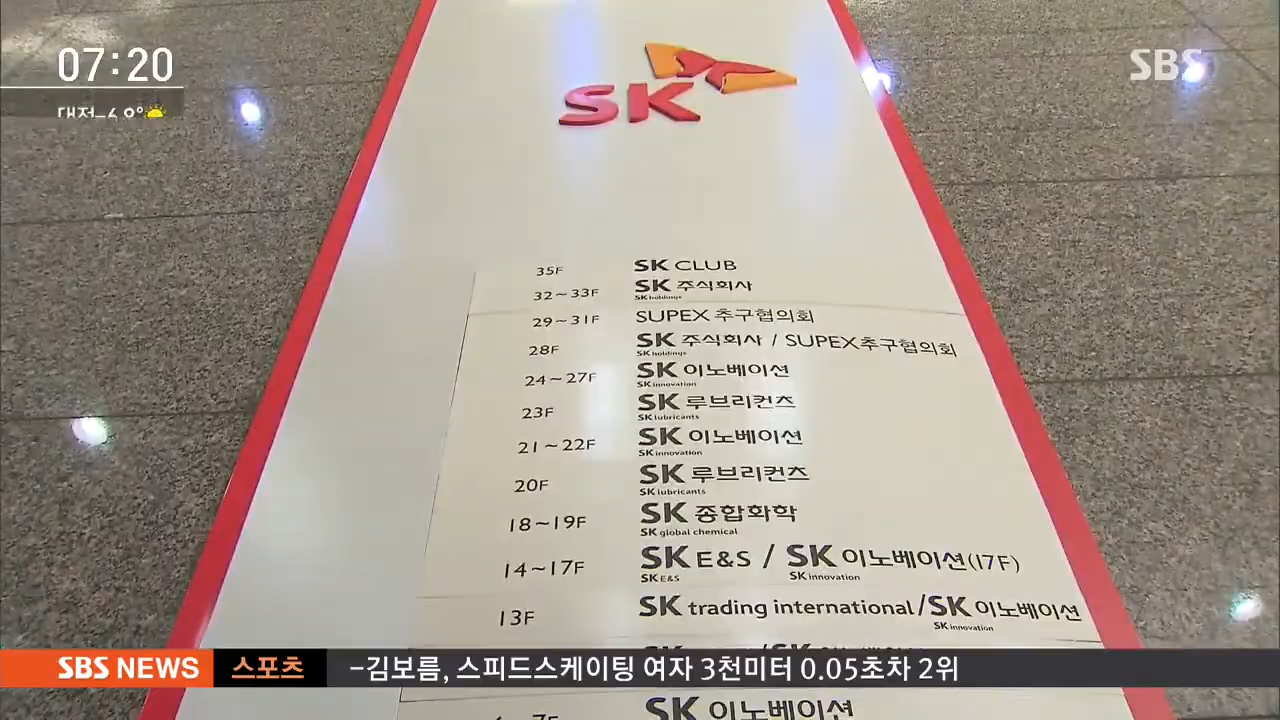 07:20
SBS
SK
35F SK CLUB
32~33F SK 주식회사
SK holdings
29~31F SUPEX 추구협의회
28F SK 주식회사 / SUPEX추구협의회
SK holdings
24~27F SK 이노베이션
SK innovation
23F SK 루브리컨츠
SK lubricants
21~22F SK 이노베이션
SK innovation
20F SK 루브리컨츠
SK lubricants
18~19F SK 종합화학
SK global chemical
14~17F SK E&S / SK 이노베이션(17F)
SK E&S SK innovation
13F SK trading international/SK 이노베이션
SK innovation
SBS NEWS 스포츠 -김보름, 스피드스케이팅 여자 3천미터 0.05초차 2위
SK 이노베이션